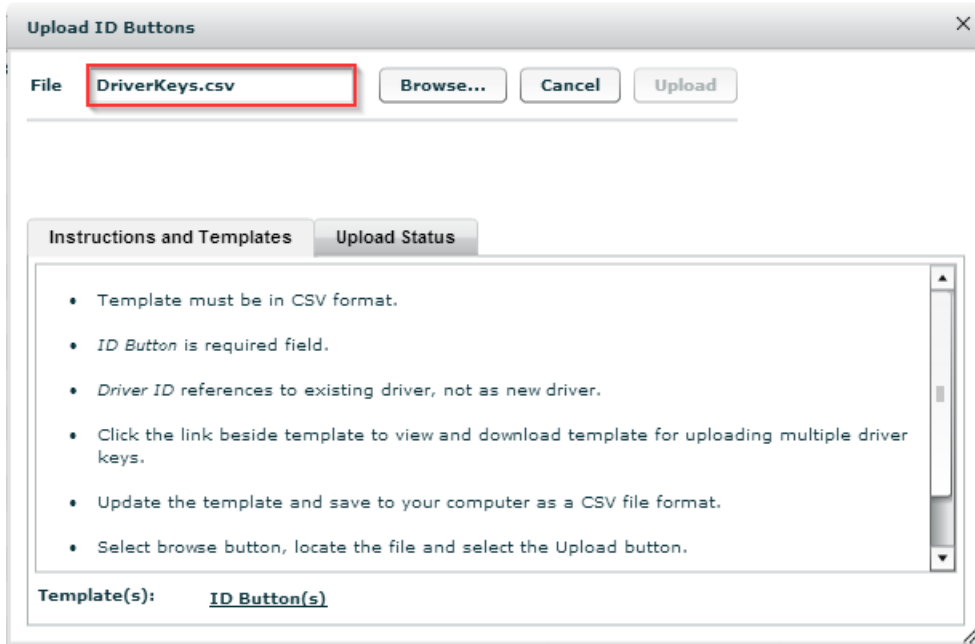 Upload ID Buttons
File DriverKeys.csv Browse... Cancel Upload
Instructions and Templates Upload Status
• Template must be in CSV format.
• ID Button is required field.
• Driver ID references to existing driver, not as new driver.
• Click the link beside template to view and download template for uploading multiple driver
keys.
• Update the template and save to your computer as a CSV file format.
• Select browse button, locate the file and select the Upload button.
Template(s): ID Button(s)